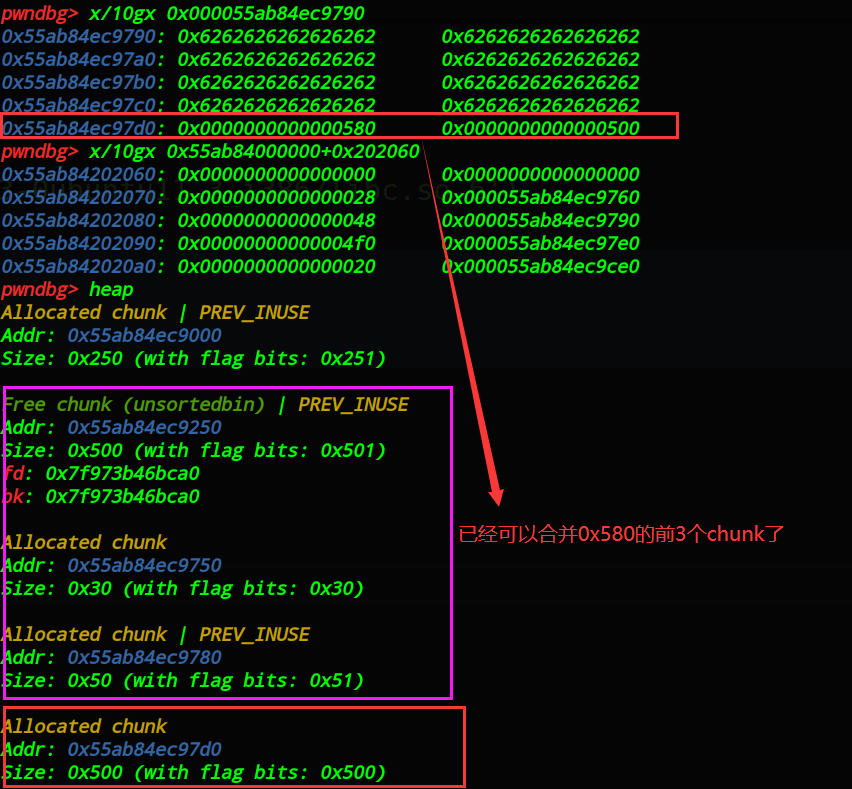 pwndbg> x/10gx 0x000055ab84ec9790
0x55ab84ec9790: 0x6262626262626262 0x6262626262626262
0x55ab84ec97a0: 0x6262626262626262 0x6262626262626262
0x55ab84ec97b0: 0x6262626262626262 0x6262626262626262
0x55ab84ec97c0: 0x6262626262626262 0x6262626262626262
0x55ab84ec97d0: 0x0000000000000580 0x0000000000000500
pwndbg> x/10gx 0x55ab84000000+0x202060
0x55ab84202060: 0x0000000000000000 0x0000000000000000
0x55ab84202070: 0x0000000000000028 0x000055ab84ec9760
0x55ab84202080: 0x0000000000000048 0x000055ab84ec9790
0x55ab84202090: 0x00000000000004f0 0x000055ab84ec97e0
0x55ab842020a0: 0x0000000000000020 0x000055ab84ec9ce0
pwndbg> heap
Allocated chunk | PREV_INUSE
Addr: 0x55ab84ec9000
Size: 0x250 (with flag bits: 0x251)
Free chunk (unsortedbin) | PREV_INUSE
Addr: 0x55ab84ec9250
Size: 0x500 (with flag bits: 0x501)
fd: 0x7f973b46bca0
bk: 0x7f973b46bca0
已经可以合并0x580的前3个chunk了
Allocated chunk
Addr: 0x55ab84ec9750
Size: 0x30 (with flag bits: 0x30)
Allocated chunk | PREV_INUSE
Addr: 0x55ab84ec9780
Size: 0x50 (with flag bits: 0x51)
Allocated chunk
Addr: 0x55ab84ec97d0
Size: 0x500 (with flag bits: 0x500)